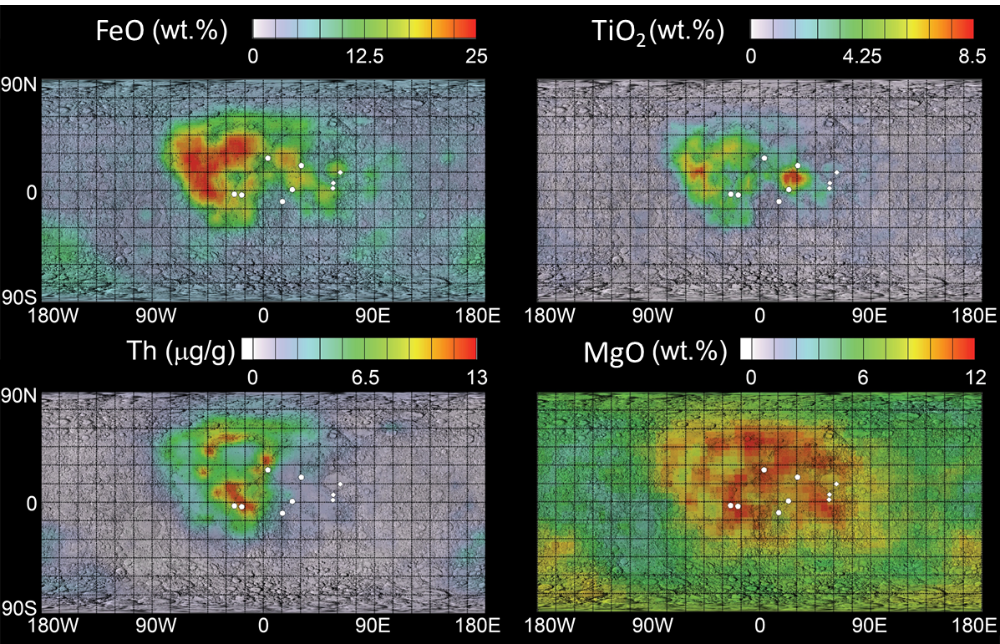 FeO (wt.%)
0 12.5 25
TiO₂ (wt.%)
0 4.25 8.5
90N
0
90S
180W 90W 0 90E 180E
180W 90W 0 90E 180E
Th (μg/g)
0 6.5 13
MgO (wt.%)
0 6 12
90N
0
90S
180W 90W 0 90E 180E
180W 90W 0 90E 180E